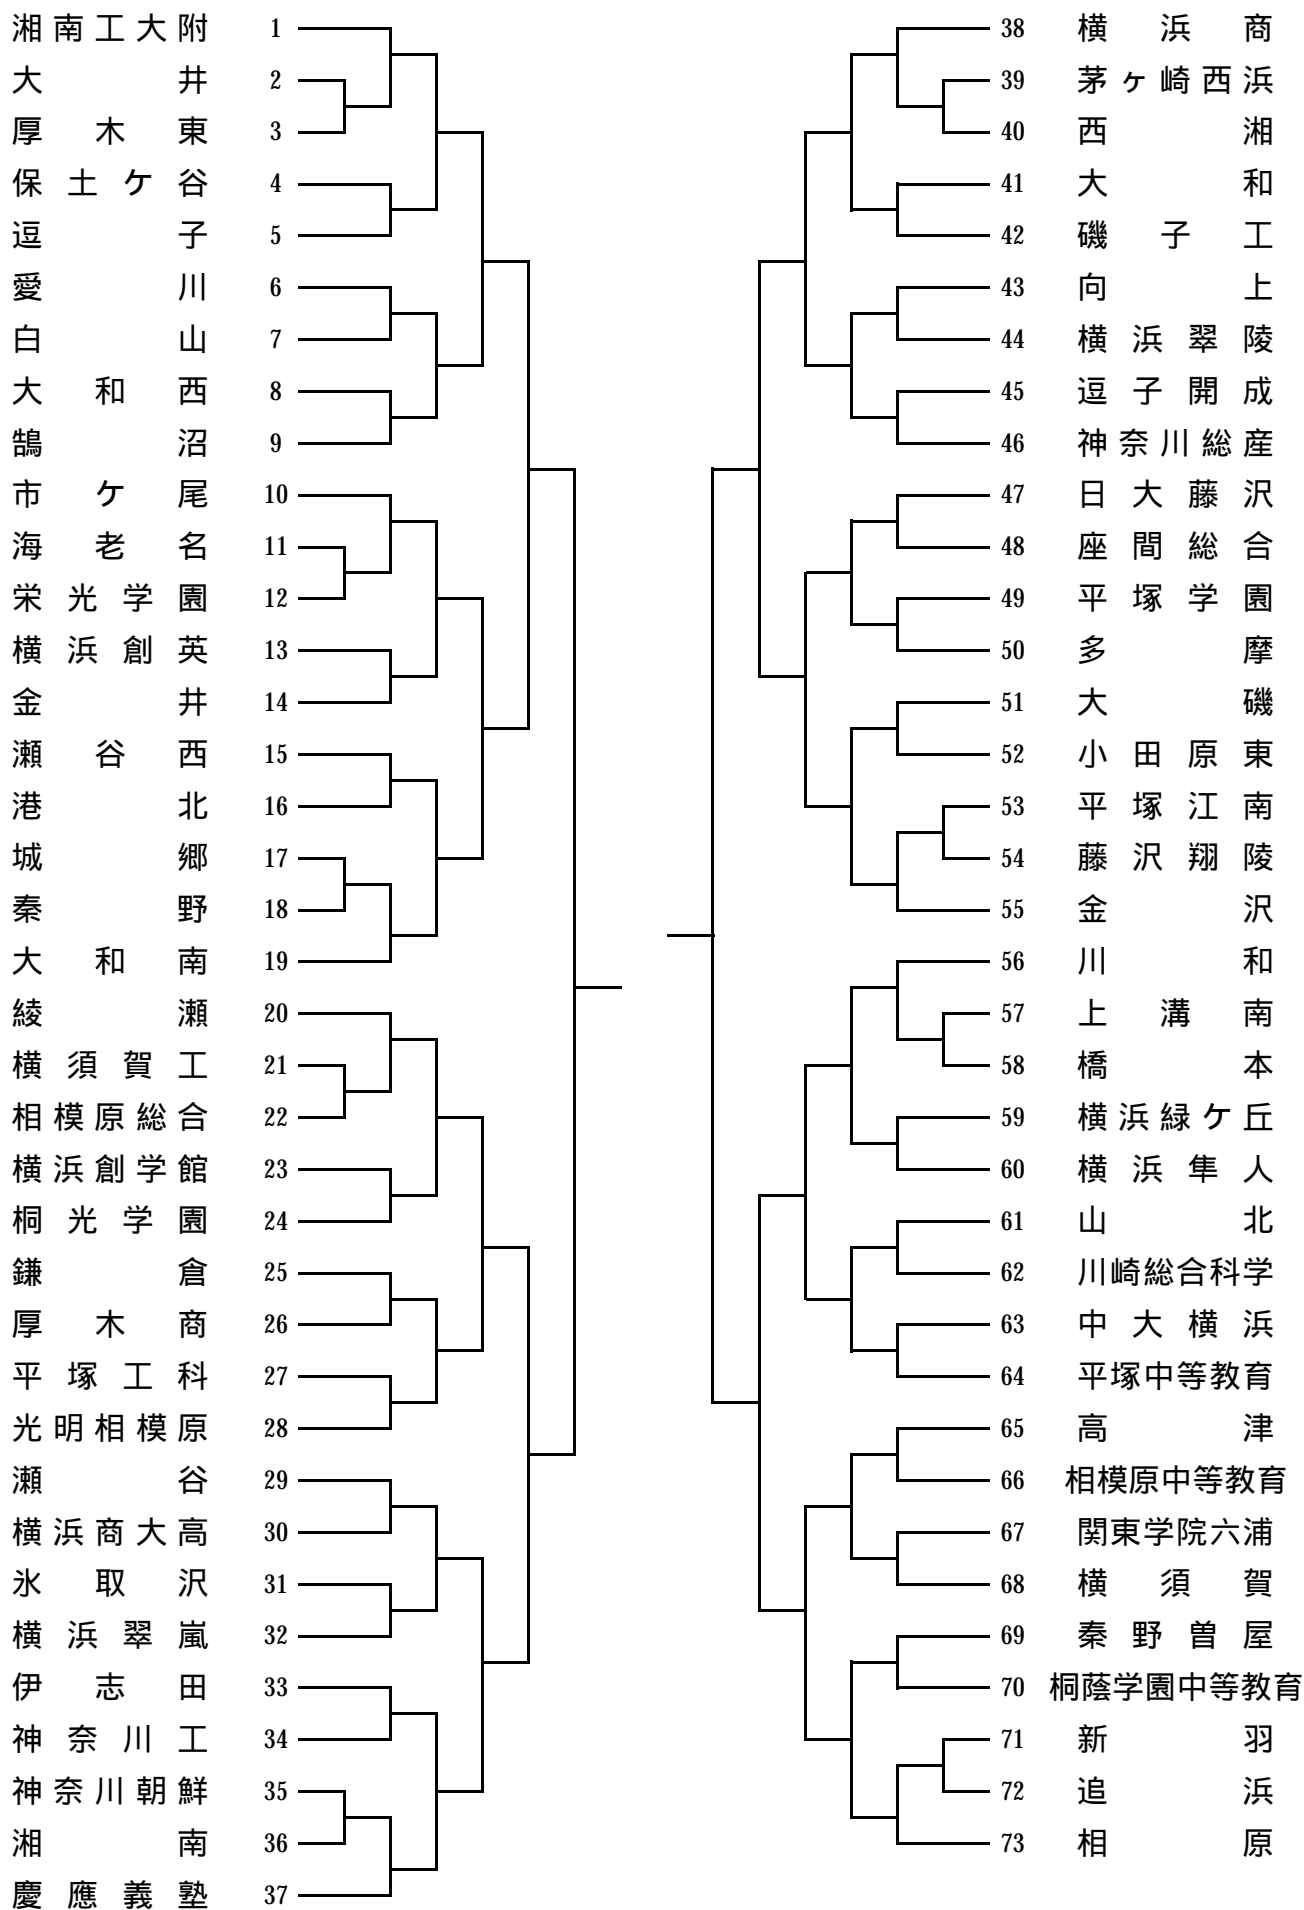 湘南工大附 1
大井 2
厚木東 3
保土ケ谷 4
逗子 5
愛川 6
白山 7
大和西 8
鵠沼 9
市ケ尾 10
海老名 11
栄光学園 12
横浜創英 13
金井 14
瀬谷西 15
港北 16
城郷 17
秦野 18
大和南 19
綾瀬 20
横須賀工 21
相模原総合 22
横浜創学館 23
桐光学園 24
鎌倉 25
厚木商 26
平塚工科 27
光明相模原 28
瀬谷 29
横浜商大高 30
氷取沢 31
横浜翠嵐 32
伊志田 33
神奈川工 34
神奈川朝鮮 35
湘南 36
慶應義塾 37
38 横浜商
39 茅ヶ崎西浜
40 西湘
41 大和
42 磯子工
43 向上
44 横浜翠陵
45 逗子開成
46 神奈川総産
47 日大藤沢
48 座間総合
49 平塚学園
50 多摩
51 大磯
52 小田原東
53 平塚江南
54 藤沢翔陵
55 金沢
56 川和
57 上溝南
58 橋本
59 横浜緑ケ丘
60 横浜隼人
61 山北
62 川崎総合科学
63 中大横浜
64 平塚中等教育
65 高津
66 相模原中等教育
67 関東学院六浦
68 横須賀
69 秦野曽屋
70 桐蔭学園中等教育
71 新羽
72 追浜
73 相原